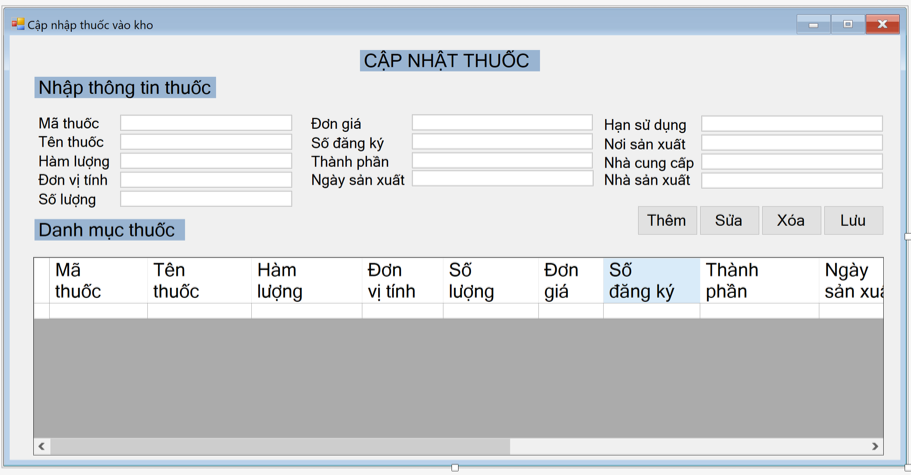 Cập nhập thuốc vào kho
CẬP NHẬT THUỐC
Nhập thông tin thuốc
Mã thuốc
Tên thuốc
Hàm lượng
Đơn vị tính
Số lượng
Đơn giá
Số đăng ký
Thành phần
Ngày sản xuất
Hạn sử dụng
Nơi sản xuất
Nhà cung cấp
Nhà sản xuất
Thêm Sửa Xóa Lưu
Danh mục thuốc
Mã Tên Hàm Đơn Số Đơn Số Thành Ngày
thuốc thuốc lượng vị tính lượng giá đăng ký phần sản xuấ